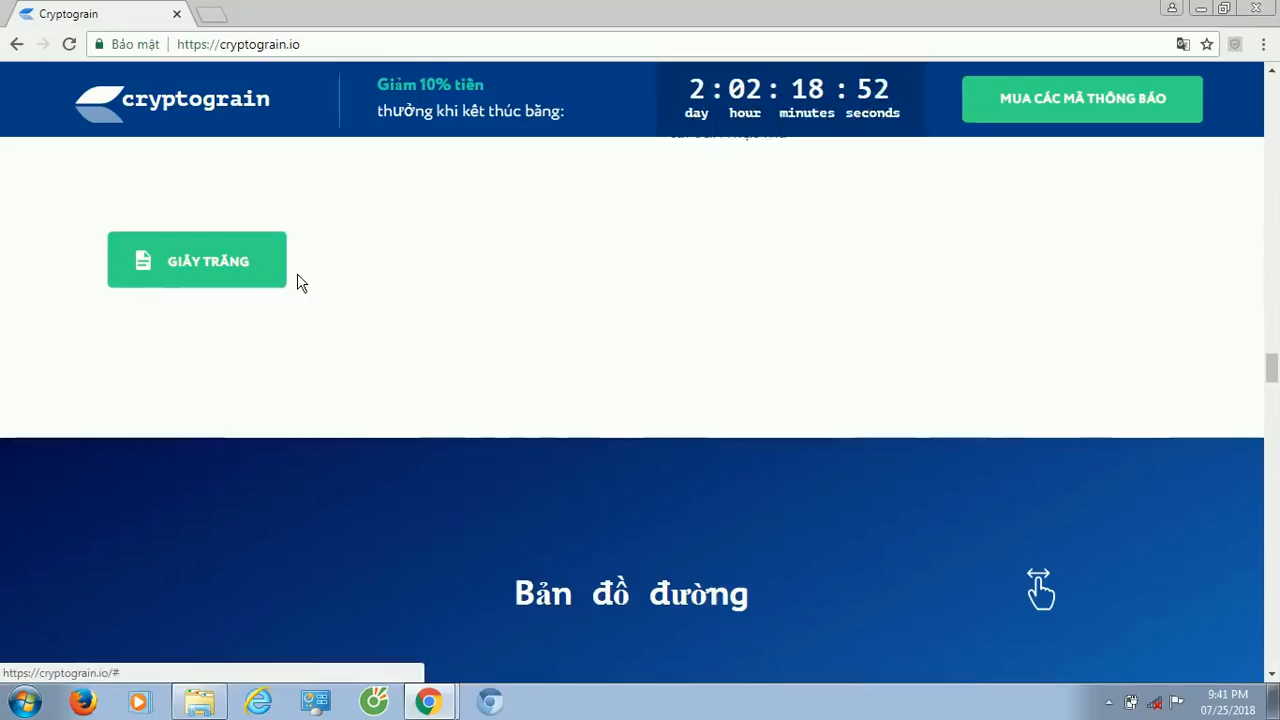 Cryptograin
Bảo mật
https://cryptograin.io
cryptograin
Giảm 10% tiền
thưởng khi kết thúc bằng:
2 : 02 : 18 : 52
day hour minutes seconds
MUA CÁC MÃ THÔNG BÁO
GIẤY TRẮNG
Bản đồ đường
https://cryptograin.io/#
9:41 PM
07/25/2018